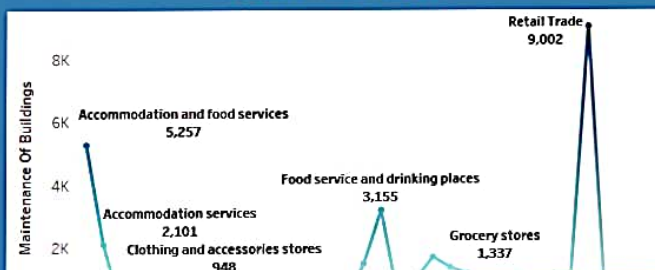 Retail Trade
9,002
8K
Accommodation and food services
5,257
6K
Maintenance Of Buildings
Food service and drinking places
3,155
4K
Accommodation services
2,101
Grocery stores
1,337
Clothing and accessories stores
948
2K